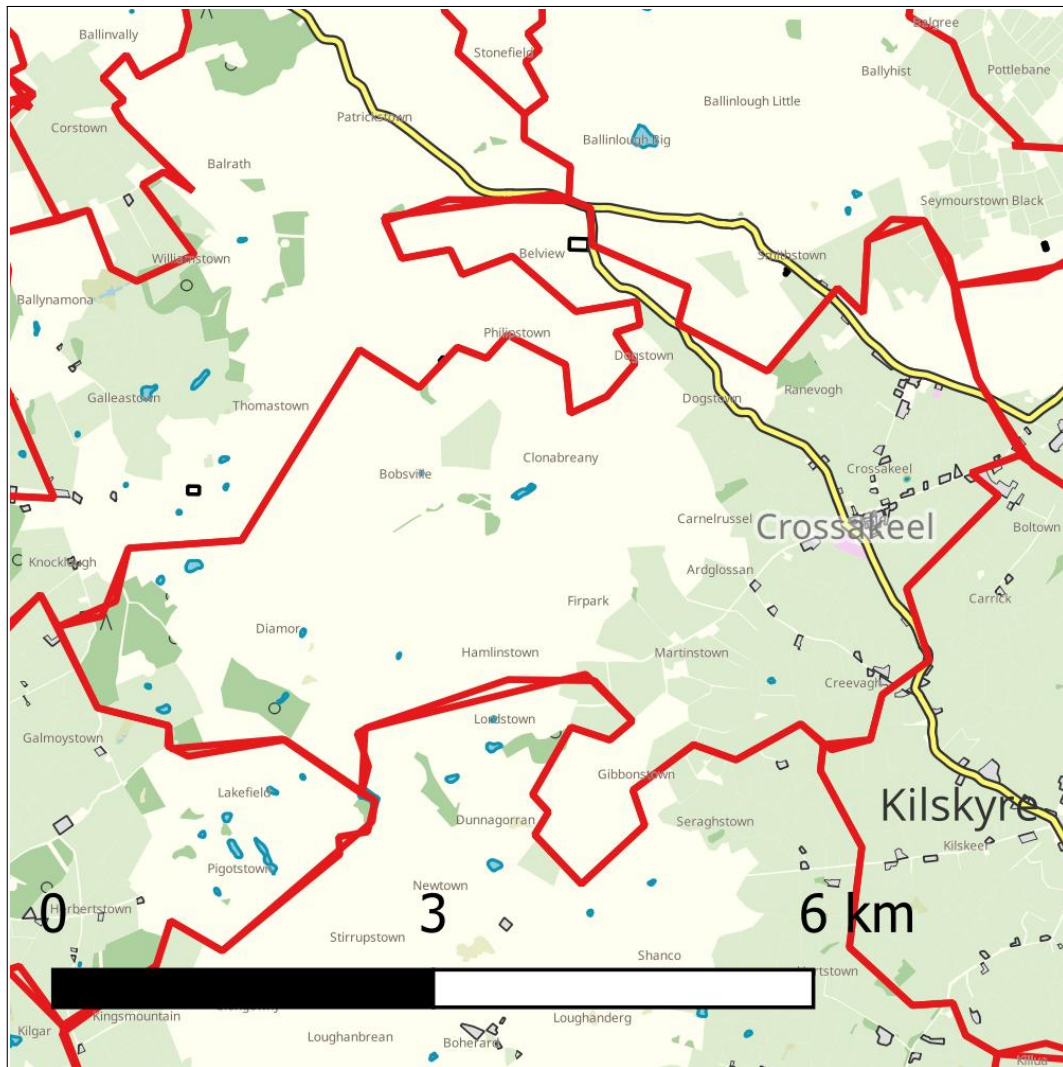 Ballinvally
Balgree
Stonefield
Ballyhist
Pottlebane
Ballinlough Little
Patrickstown
Corstown
Ballinlough Big
Balrath
Seymourstown Black
Williamstown
Belview
Smithstown
Ballynamona
Philipstown
Dogstown
Ranevogh
Galleastown
Thomastown
Dogstown
Clonabreany
Crossakeel
Bobsville
Carnelrussel
Crossakeel
Boltown
Knocklough
Ardglossan
Firpark
Carrick
Diamor
Hamlinstown
Martinstown
Creevagh
Lordstown
Galmoystown
Gibbonstown
Lakefield
Kilskyre
Dunnagorran
Seraghstown
Kilskeer
Pigotstown
Newtown
Herbertstown
0
3
6 km
Stirrupstown
Shanco
Kingsmountain
Loughanderg
Kilgar
Loughanbrean
Boherard
Killua